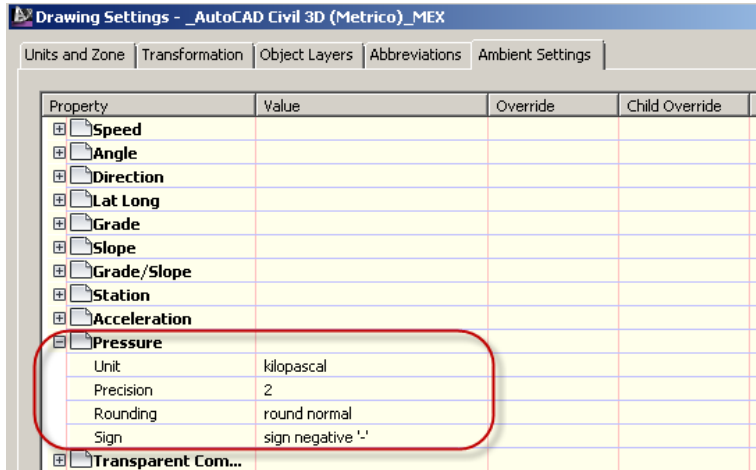 Drawing Settings - _AutoCAD Civil 3D (Metrico)_MEX
Units and Zone Transformation Object Layers Abbreviations Ambient Settings
Property Value Override Child Override
Speed
Angle
Direction
Lat Long
Grade
Slope
Grade/Slope
Station
Acceleration
Pressure
Unit kilopascal
Precision 2
Rounding round normal
Sign sign negative '-'
Transparent Com...